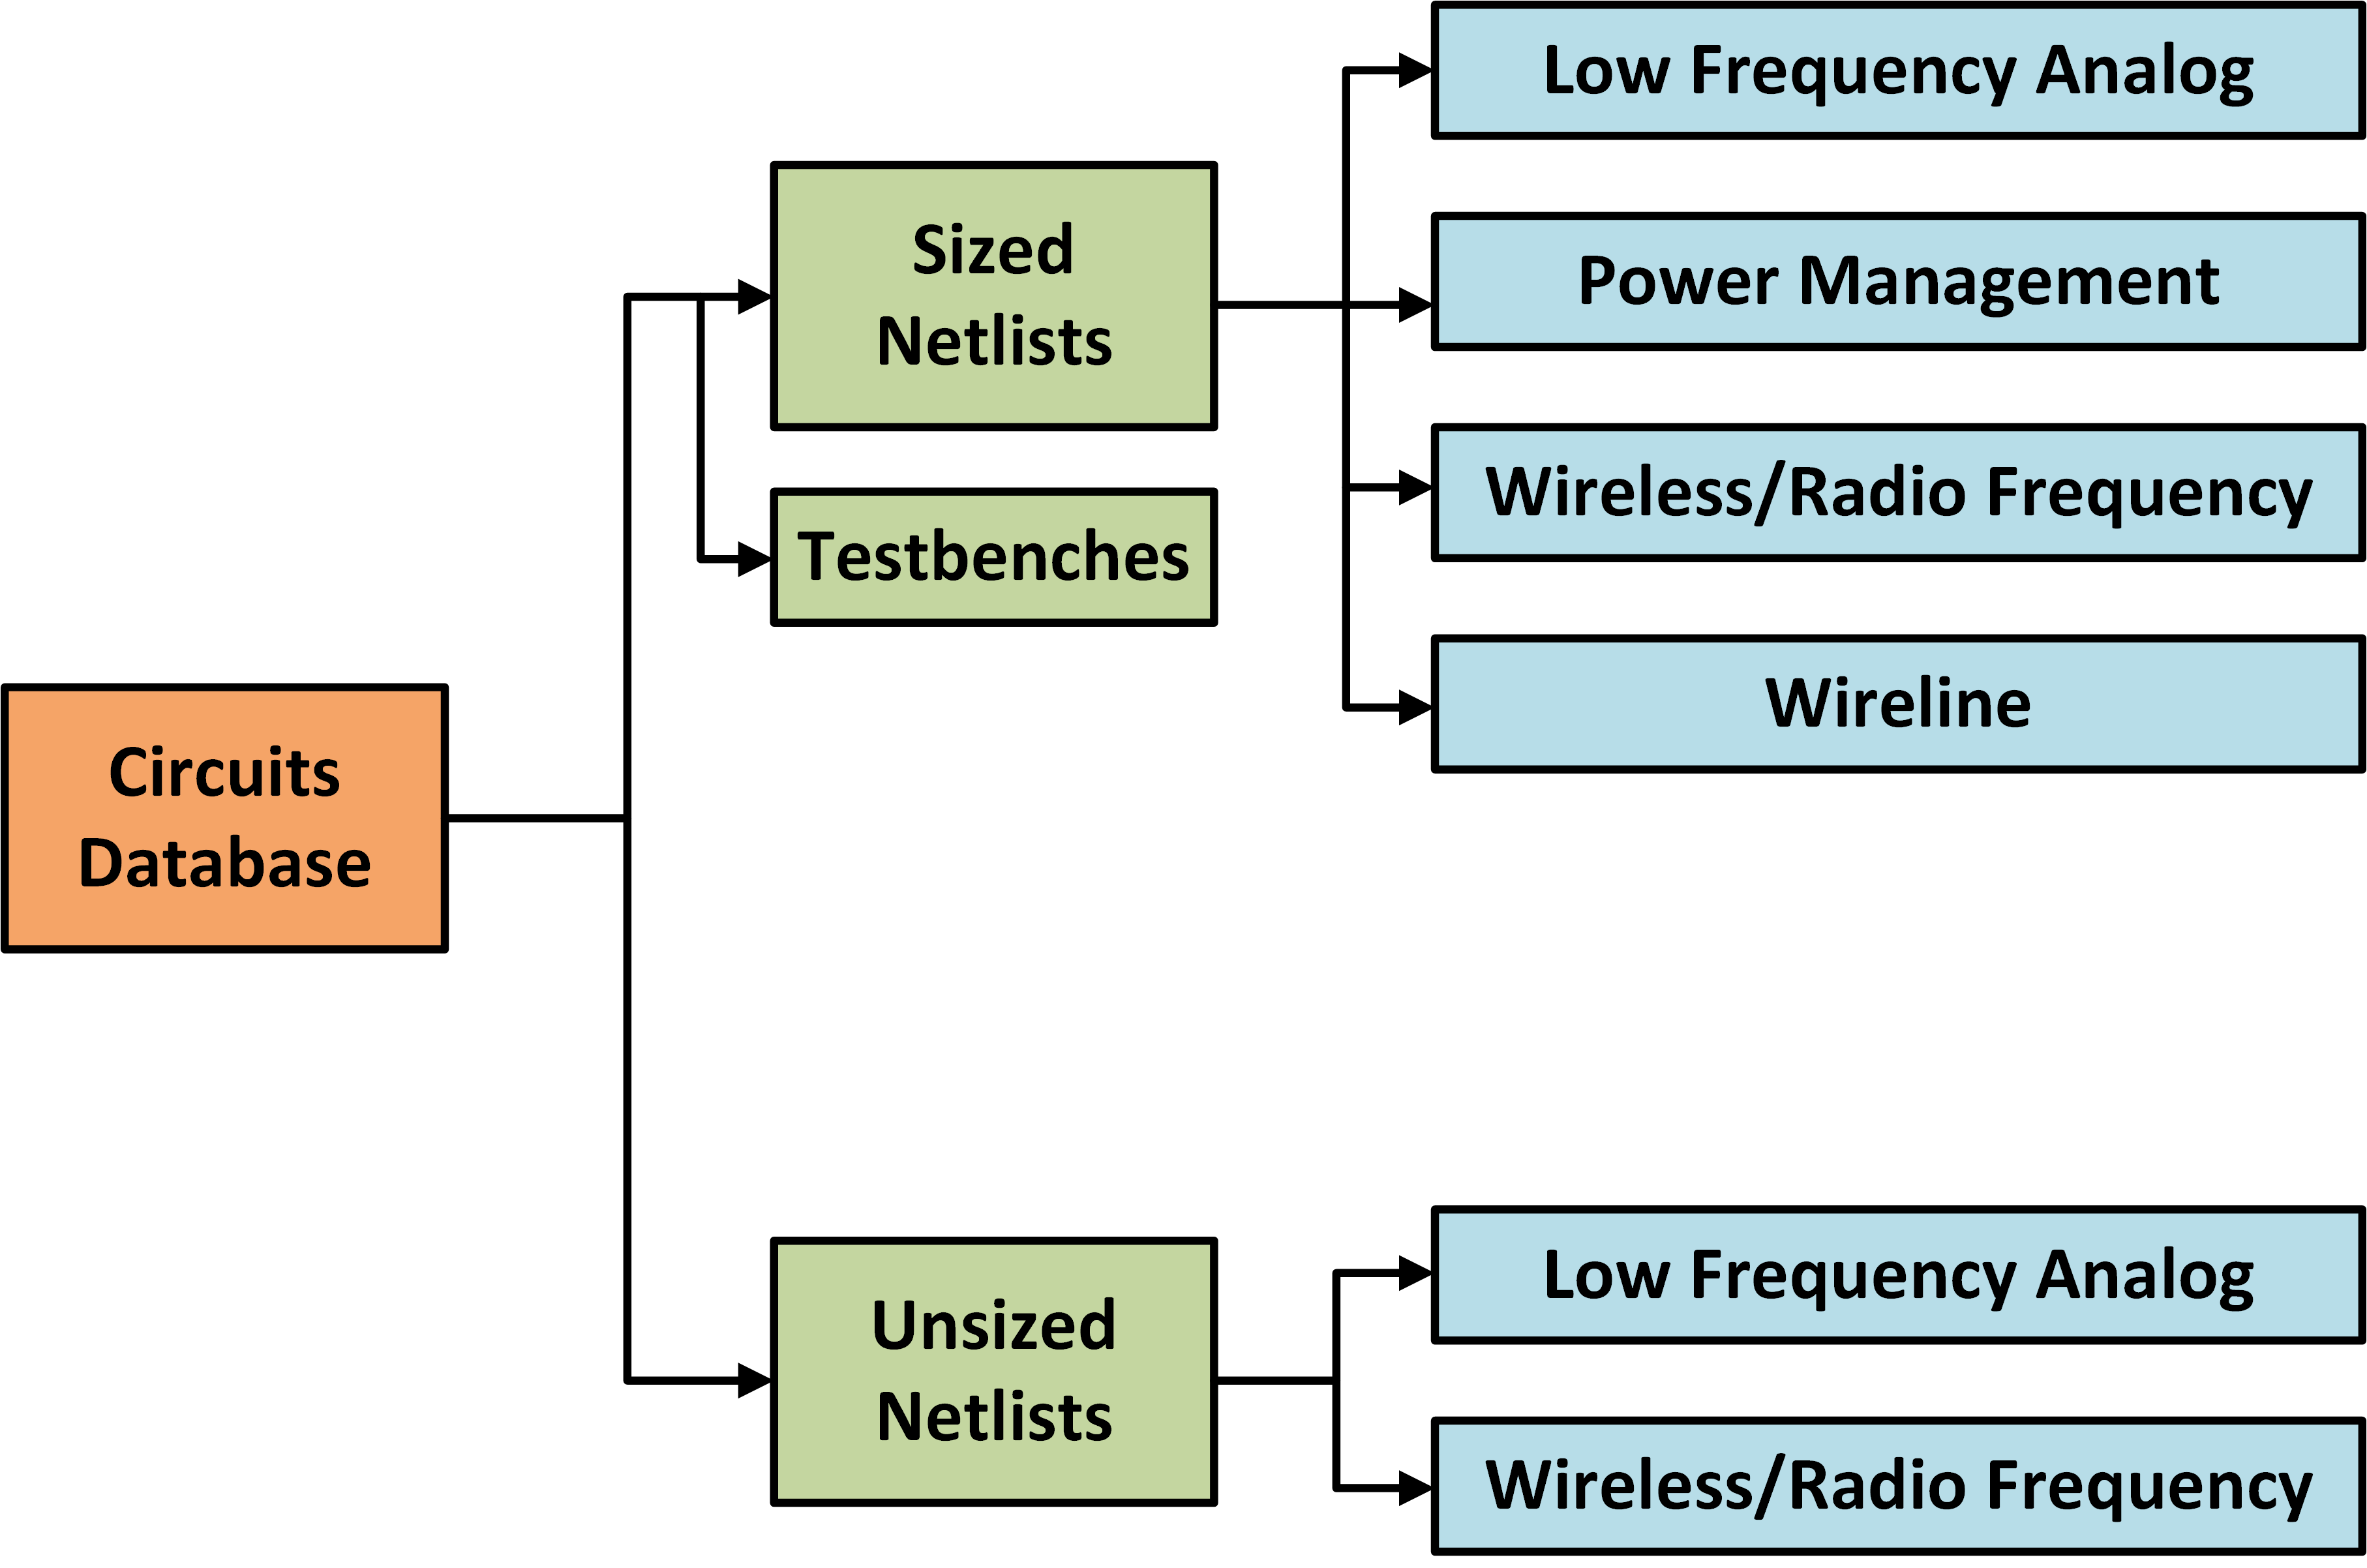 Circuits
Database
Sized
Netlists
Testbenches
Low Frequency Analog
Power Management
Wireless/Radio Frequency
Wireline
Unsized
Netlists
Low Frequency Analog
Wireless/Radio Frequency